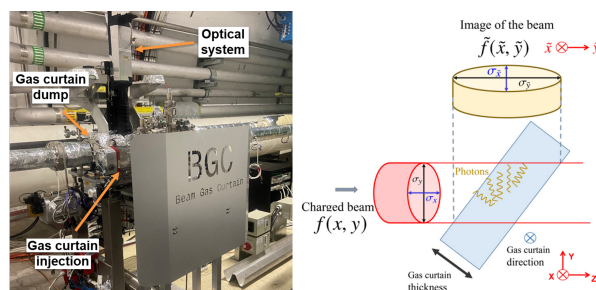 Optical
system
Gas curtain
dump
BGC
Beam Gas Curtain
Gas curtain
injection
Image of the beam
f̃(x̃, ỹ)
x̃ ỹ
σx̃
σỹ
Photons
σy
σx
Charged beam
f(x, y)
Gas curtain
direction
Gas curtain
thickness
Y
X Z